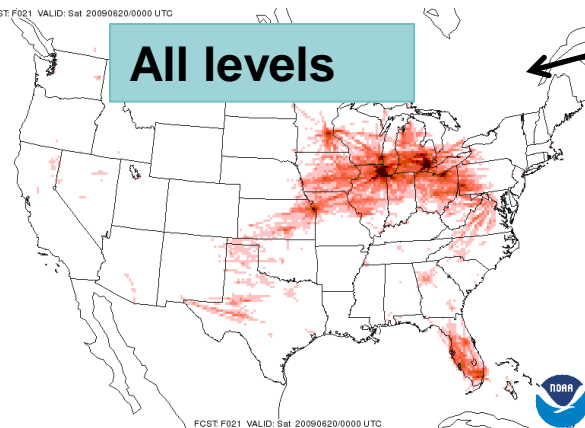 ST: F021 VALID: Sat 20090620/0000 UTC
All levels
NOAA
FCST: F021 VALID: Sat 20090620/0000 UTC